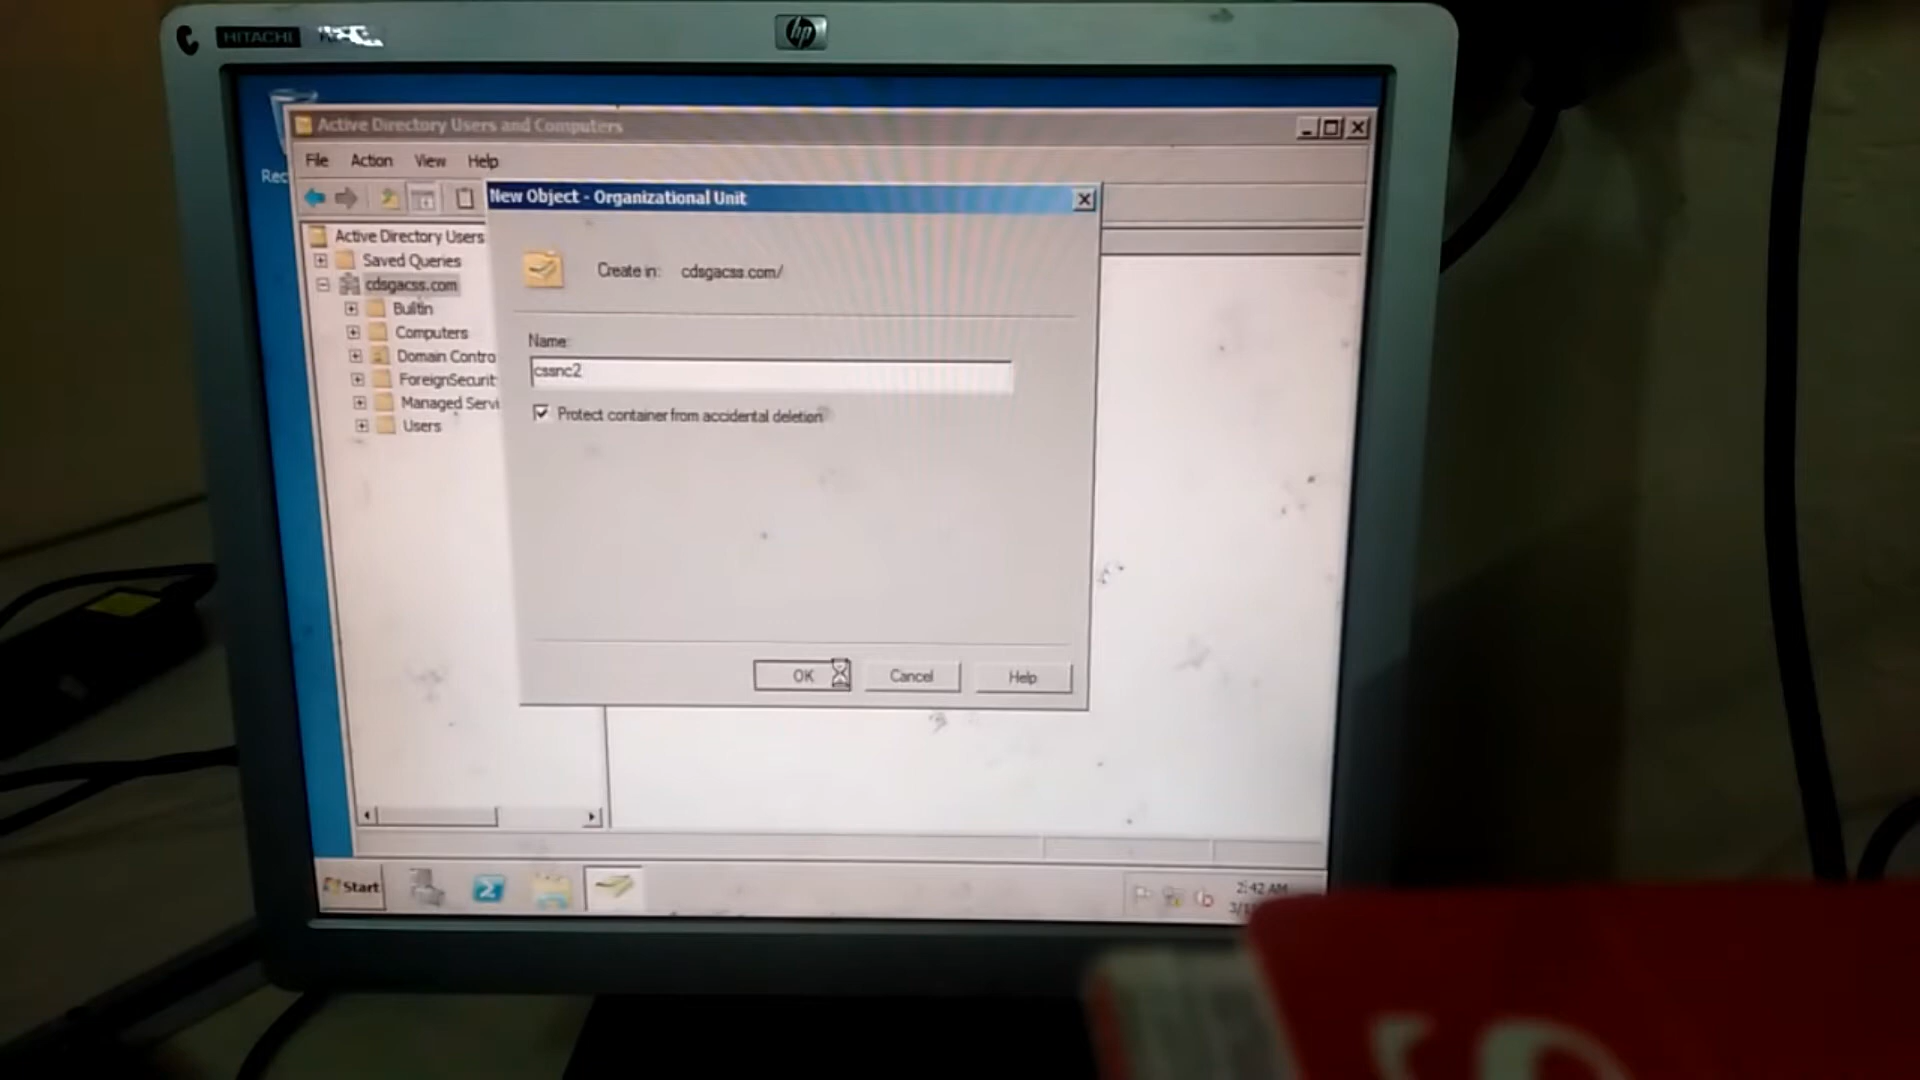 HITACHI
hp
Active Directory Users and Computers
File Action View Help
New Object - Organizational Unit
Active Directory Users
Saved Queries
cdsgacss.com
Builtin
Computers
Domain Contro
ForeignSecurit
Managed Servi
Users
Create in: cdsgacss.com/
Name:
cssnc2
Protect container from accidental deletion
OK Cancel Help
Start
2:42 AM